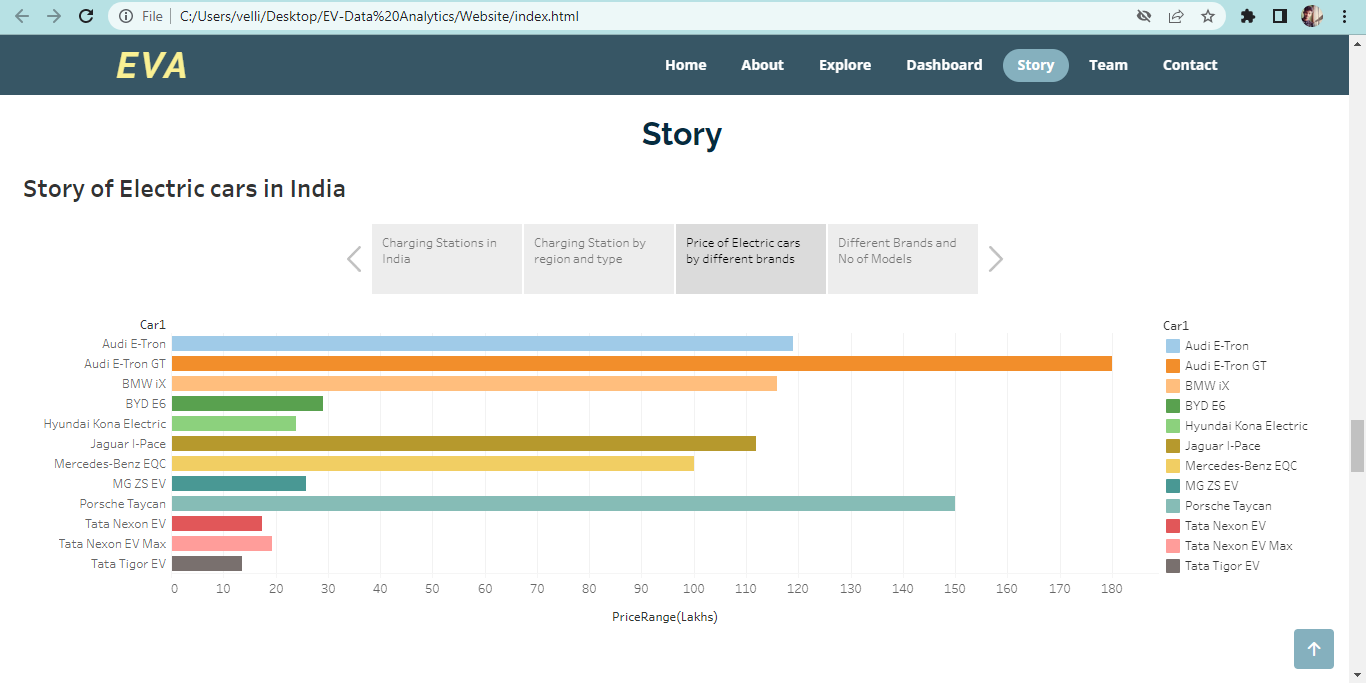 File
C:/Users/velli/Desktop/EV-Data%20Analytics/Website/index.html
EVA
Home
About
Explore
Dashboard
Story
Team
Contact
Story
Story of Electric cars in India
Charging Stations in
India
Charging Station by
region and type
Price of Electric cars
by different brands
Different Brands and
No of Models
Car1
Audi E-Tron
Audi E-Tron GT
BMW iX
BYD E6
Hyundai Kona Electric
Jaguar I-Pace
Mercedes-Benz EQC
MG ZS EV
Porsche Taycan
Tata Nexon EV
Tata Nexon EV Max
Tata Tigor EV
0 10 20 30 40 50 60 70 80 90 100 110 120 130 140 150 160 170 180
PriceRange(Lakhs)
Car1
Audi E-Tron
Audi E-Tron GT
BMW iX
BYD E6
Hyundai Kona Electric
Jaguar I-Pace
Mercedes-Benz EQC
MG ZS EV
Porsche Taycan
Tata Nexon EV
Tata Nexon EV Max
Tata Tigor EV